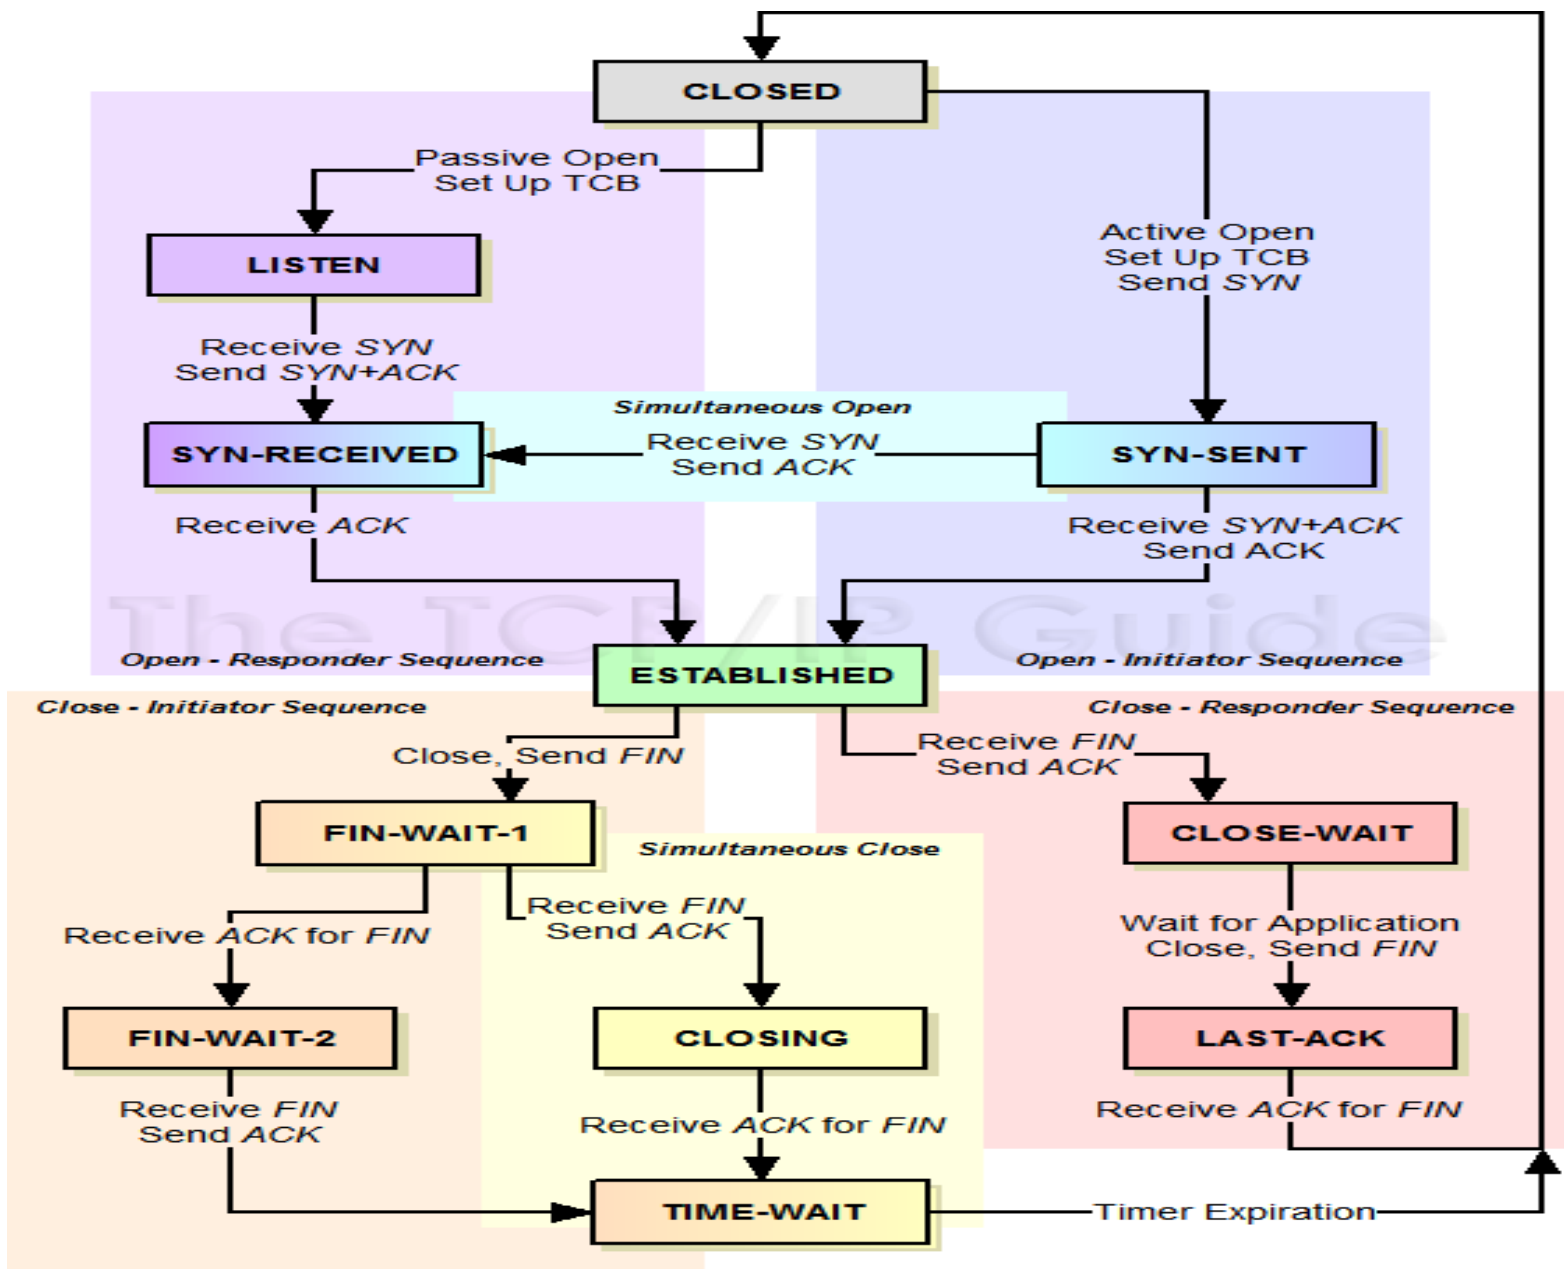 CLOSED
Passive Open
Set Up TCB
LISTEN
Active Open
Set Up TCB
Send SYN
Receive SYN
Send SYN+ACK
Simultaneous Open
SYN-RECEIVED
Receive SYN
Send ACK
SYN-SENT
Receive ACK
Receive SYN+ACK
Send ACK
The TCP/IP Guide
Open - Responder Sequence
ESTABLISHED
Open - Initiator Sequence
Close - Initiator Sequence
Close - Responder Sequence
Close, Send FIN
Receive FIN
Send ACK
FIN-WAIT-1
CLOSE-WAIT
Simultaneous Close
Receive ACK for FIN
Receive FIN
Send ACK
Wait for Application
Close, Send FIN
FIN-WAIT-2
CLOSING
LAST-ACK
Receive FIN
Send ACK
Receive ACK for FIN
Receive ACK for FIN
TIME-WAIT
Timer Expiration